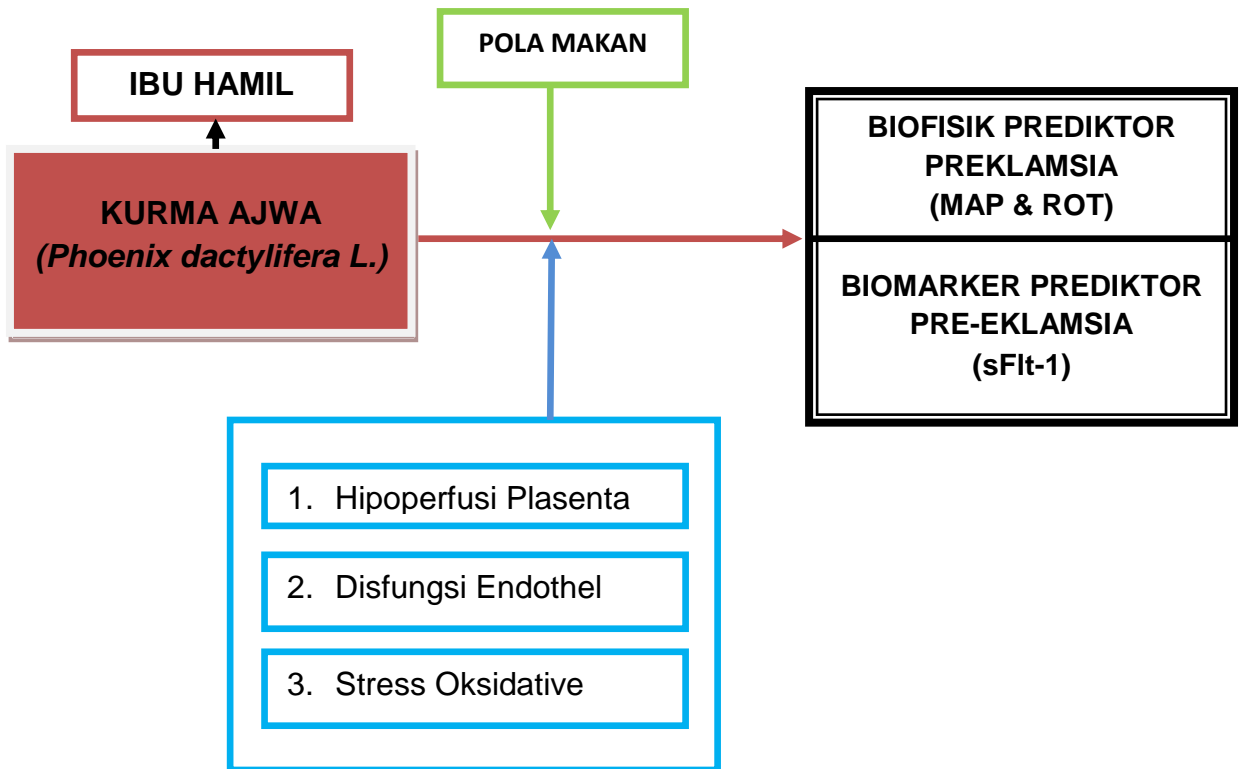 POLA MAKAN
IBU HAMIL
KURMA AJWA
(Phoenix dactylifera L.)
BIOFISIK PREDIKTOR
PREKLAMSIA
(MAP & ROT)
BIOMARKER PREDIKTOR
PRE-EKLAMSIA
(sFlt-1)
1. Hipoperfusi Plasenta
2. Disfungsi Endothel
3. Stress Oksidative